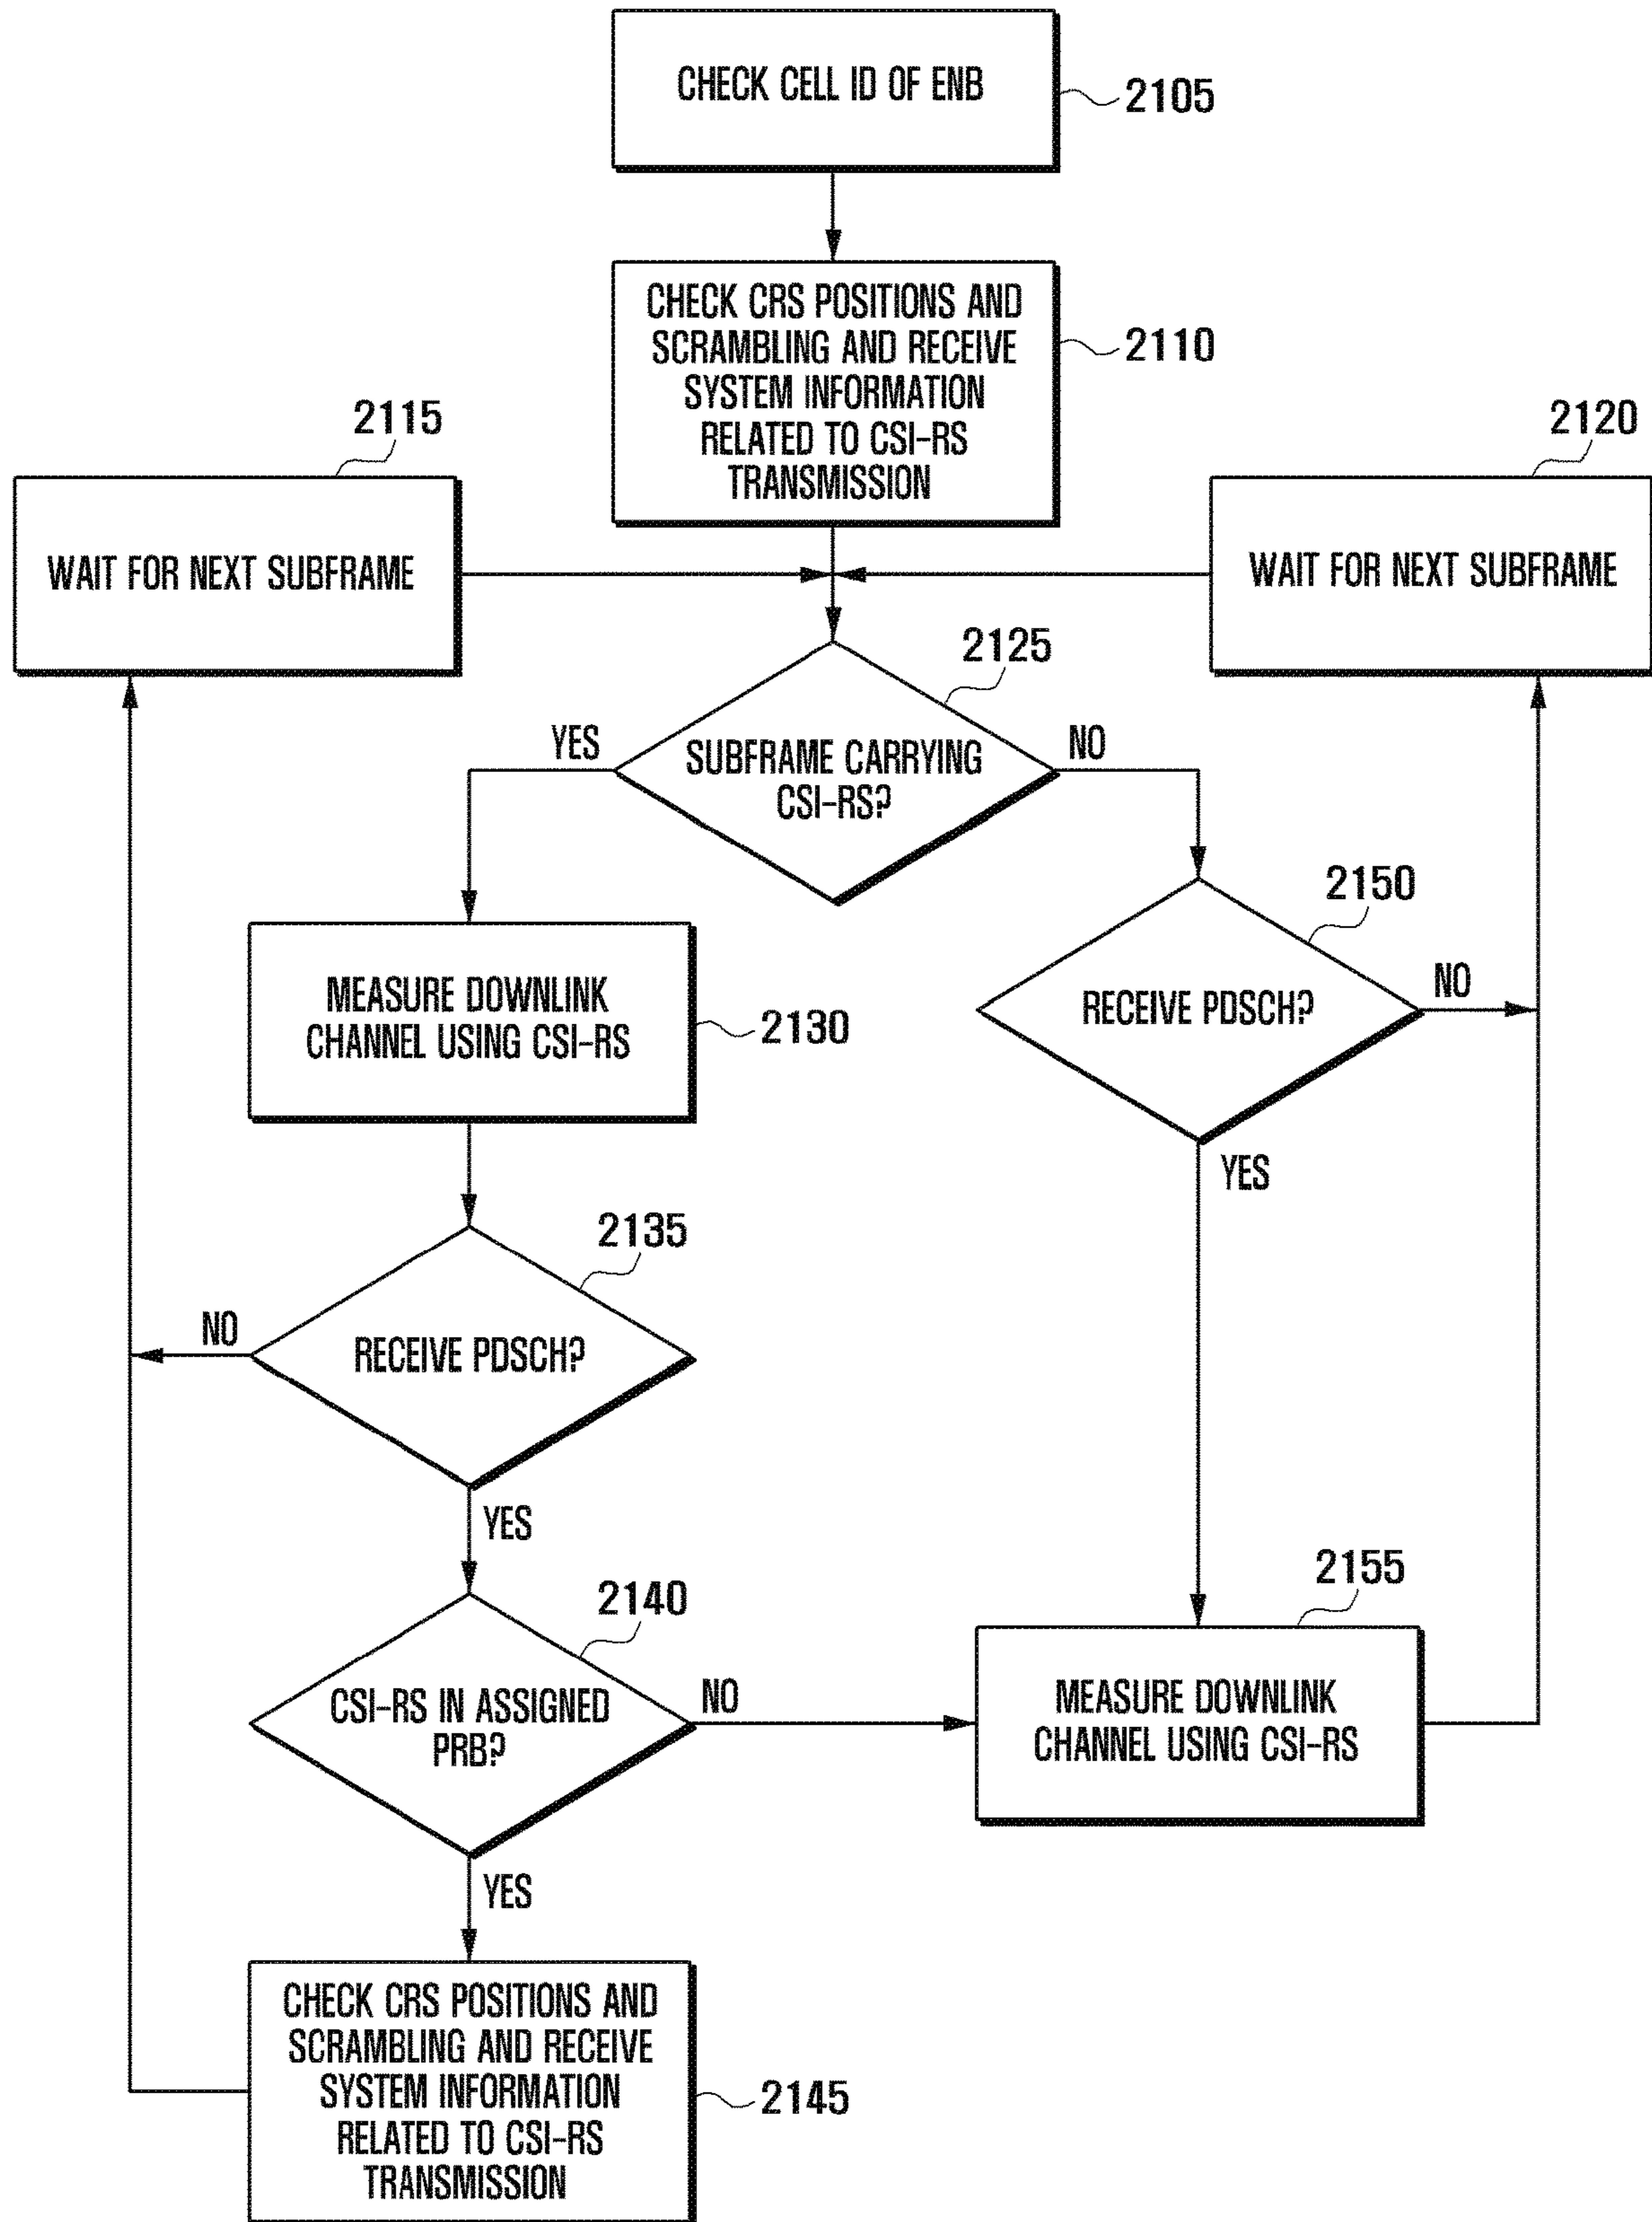 CHECK CELL ID OF ENB
2105
CHECK CRS POSITIONS AND
SCRAMBLING AND RECEIVE
SYSTEM INFORMATION
RELATED TO CSI-RS
TRANSMISSION
2110
2115
WAIT FOR NEXT SUBFRAME
2120
WAIT FOR NEXT SUBFRAME
2125
SUBFRAME CARRYING
CSI-RS?
YES
NO
MEASURE DOWNLINK
CHANNEL USING CSI-RS
2130
2150
RECEIVE PDSCH?
NO
YES
2135
RECEIVE PDSCH?
NO
YES
2140
CSI-RS IN ASSIGNED
PRB?
NO
YES
2155
MEASURE DOWNLINK
CHANNEL USING CSI-RS
CHECK CRS POSITIONS AND
SCRAMBLING AND RECEIVE
SYSTEM INFORMATION
RELATED TO CSI-RS
TRANSMISSION
2145